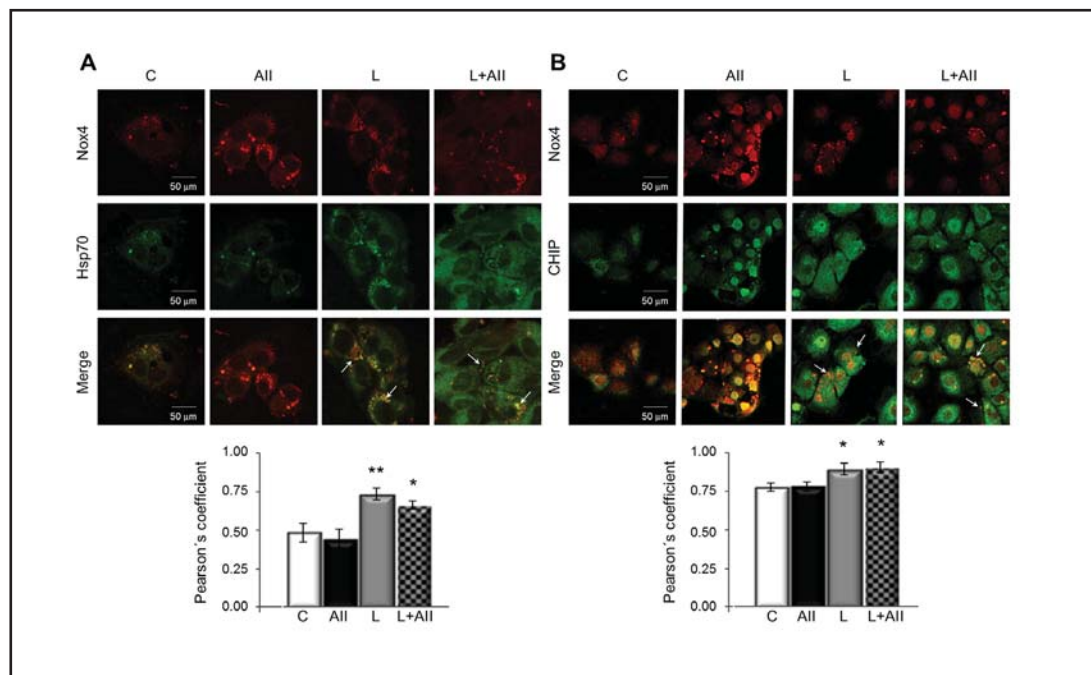 A B
C AII L L+AII C AII L L+AII
Nox4 Nox4
50 µm 50 µm
Hsp70 CHIP
50 µm 50 µm
Merge Merge
50 µm 50 µm
Pearson´s coefficient
1.00
0.75
0.50
0.25
0.00
** *
C AII L L+AII
Pearson´s coefficient
1.00
0.75
0.50
0.25
0.00
* *
C AII L L+AII